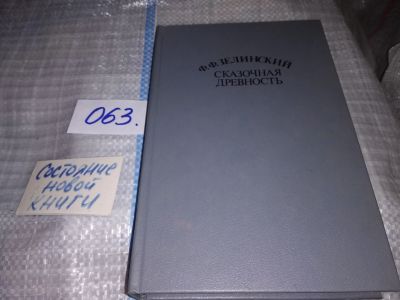 Ф.Ф.ЗЕЛИНСКИЙ
СКАЗОЧНАЯ
ДРЕВНОСТЬ
063.
СОСТОЯНИЕ
НОВОЙ
КНИГИ